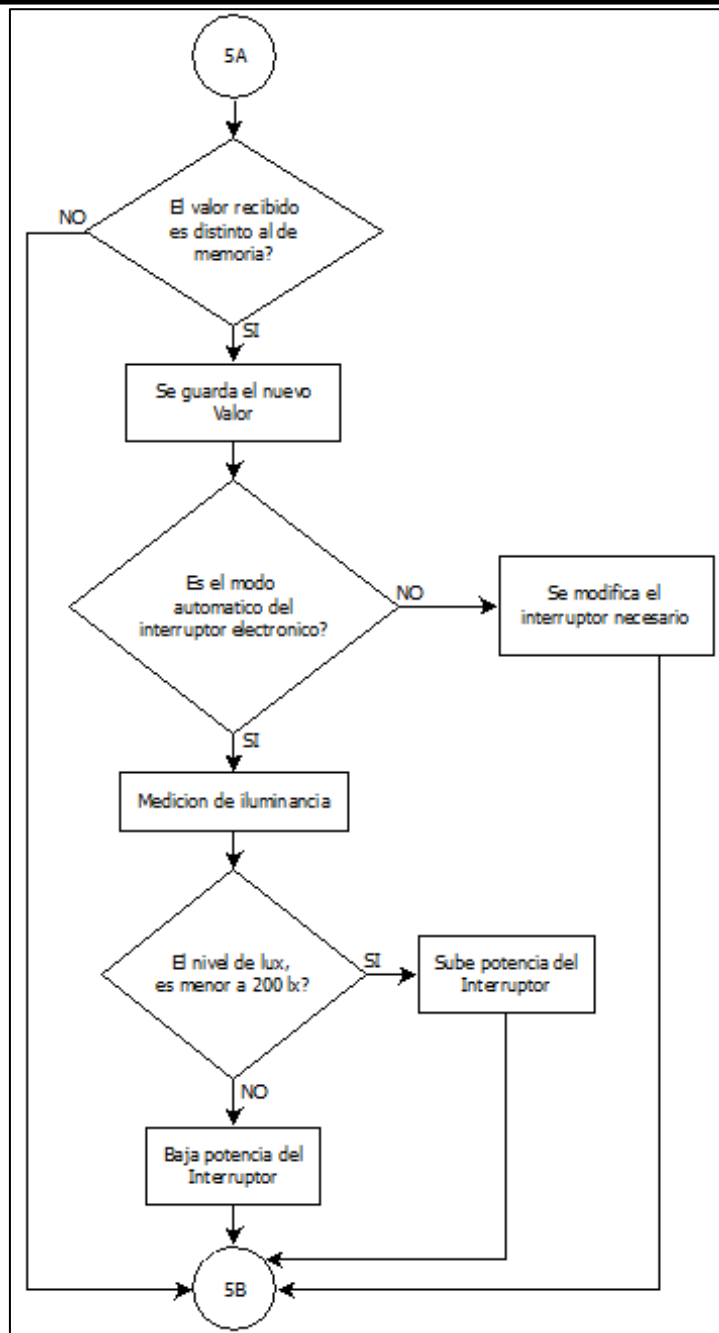 5A
El valor recibido
es distinto al de
memoria?
NO
SI
Se guarda el nuevo
Valor
Es el modo
automatico del
interruptor electronico?
NO
Se modifica el
interruptor necesario
SI
Medicion de iluminancia
El nivel de lux,
es menor a 200 lx?
SI
Sube potencia del
Interruptor
NO
Baja potencia del
Interruptor
5B